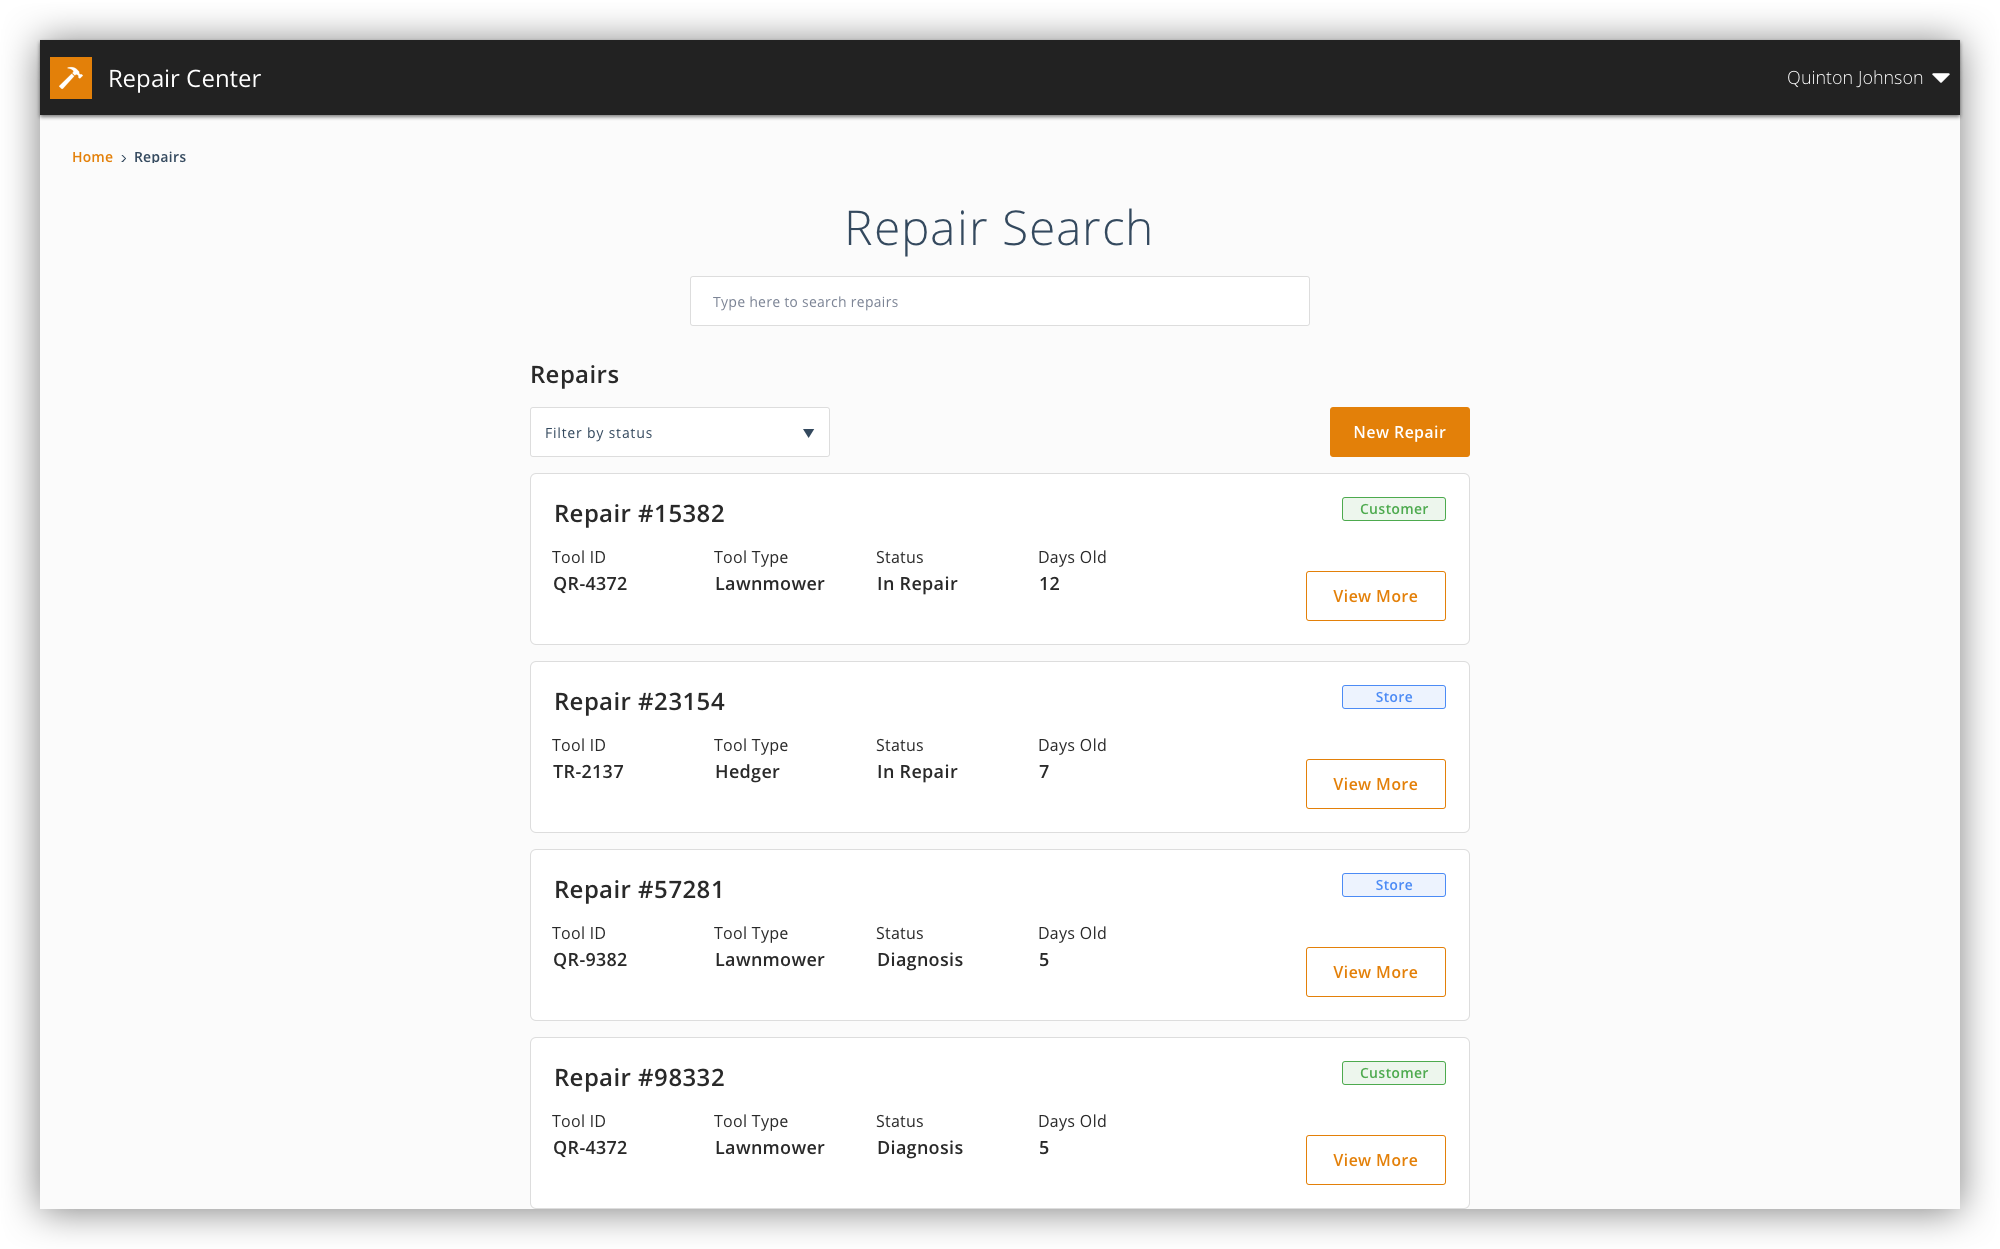 Repair Center
Quinton Johnson
Home › Repairs
Repair Search
Type here to search repairs
Repairs
Filter by status
New Repair
Repair #15382
Customer
Tool ID Tool Type Status Days Old
QR-4372 Lawnmower In Repair 12
View More
Repair #23154
Store
Tool ID Tool Type Status Days Old
TR-2137 Hedger In Repair 7
View More
Repair #57281
Store
Tool ID Tool Type Status Days Old
QR-9382 Lawnmower Diagnosis 5
View More
Repair #98332
Customer
Tool ID Tool Type Status Days Old
QR-4372 Lawnmower Diagnosis 5
View More